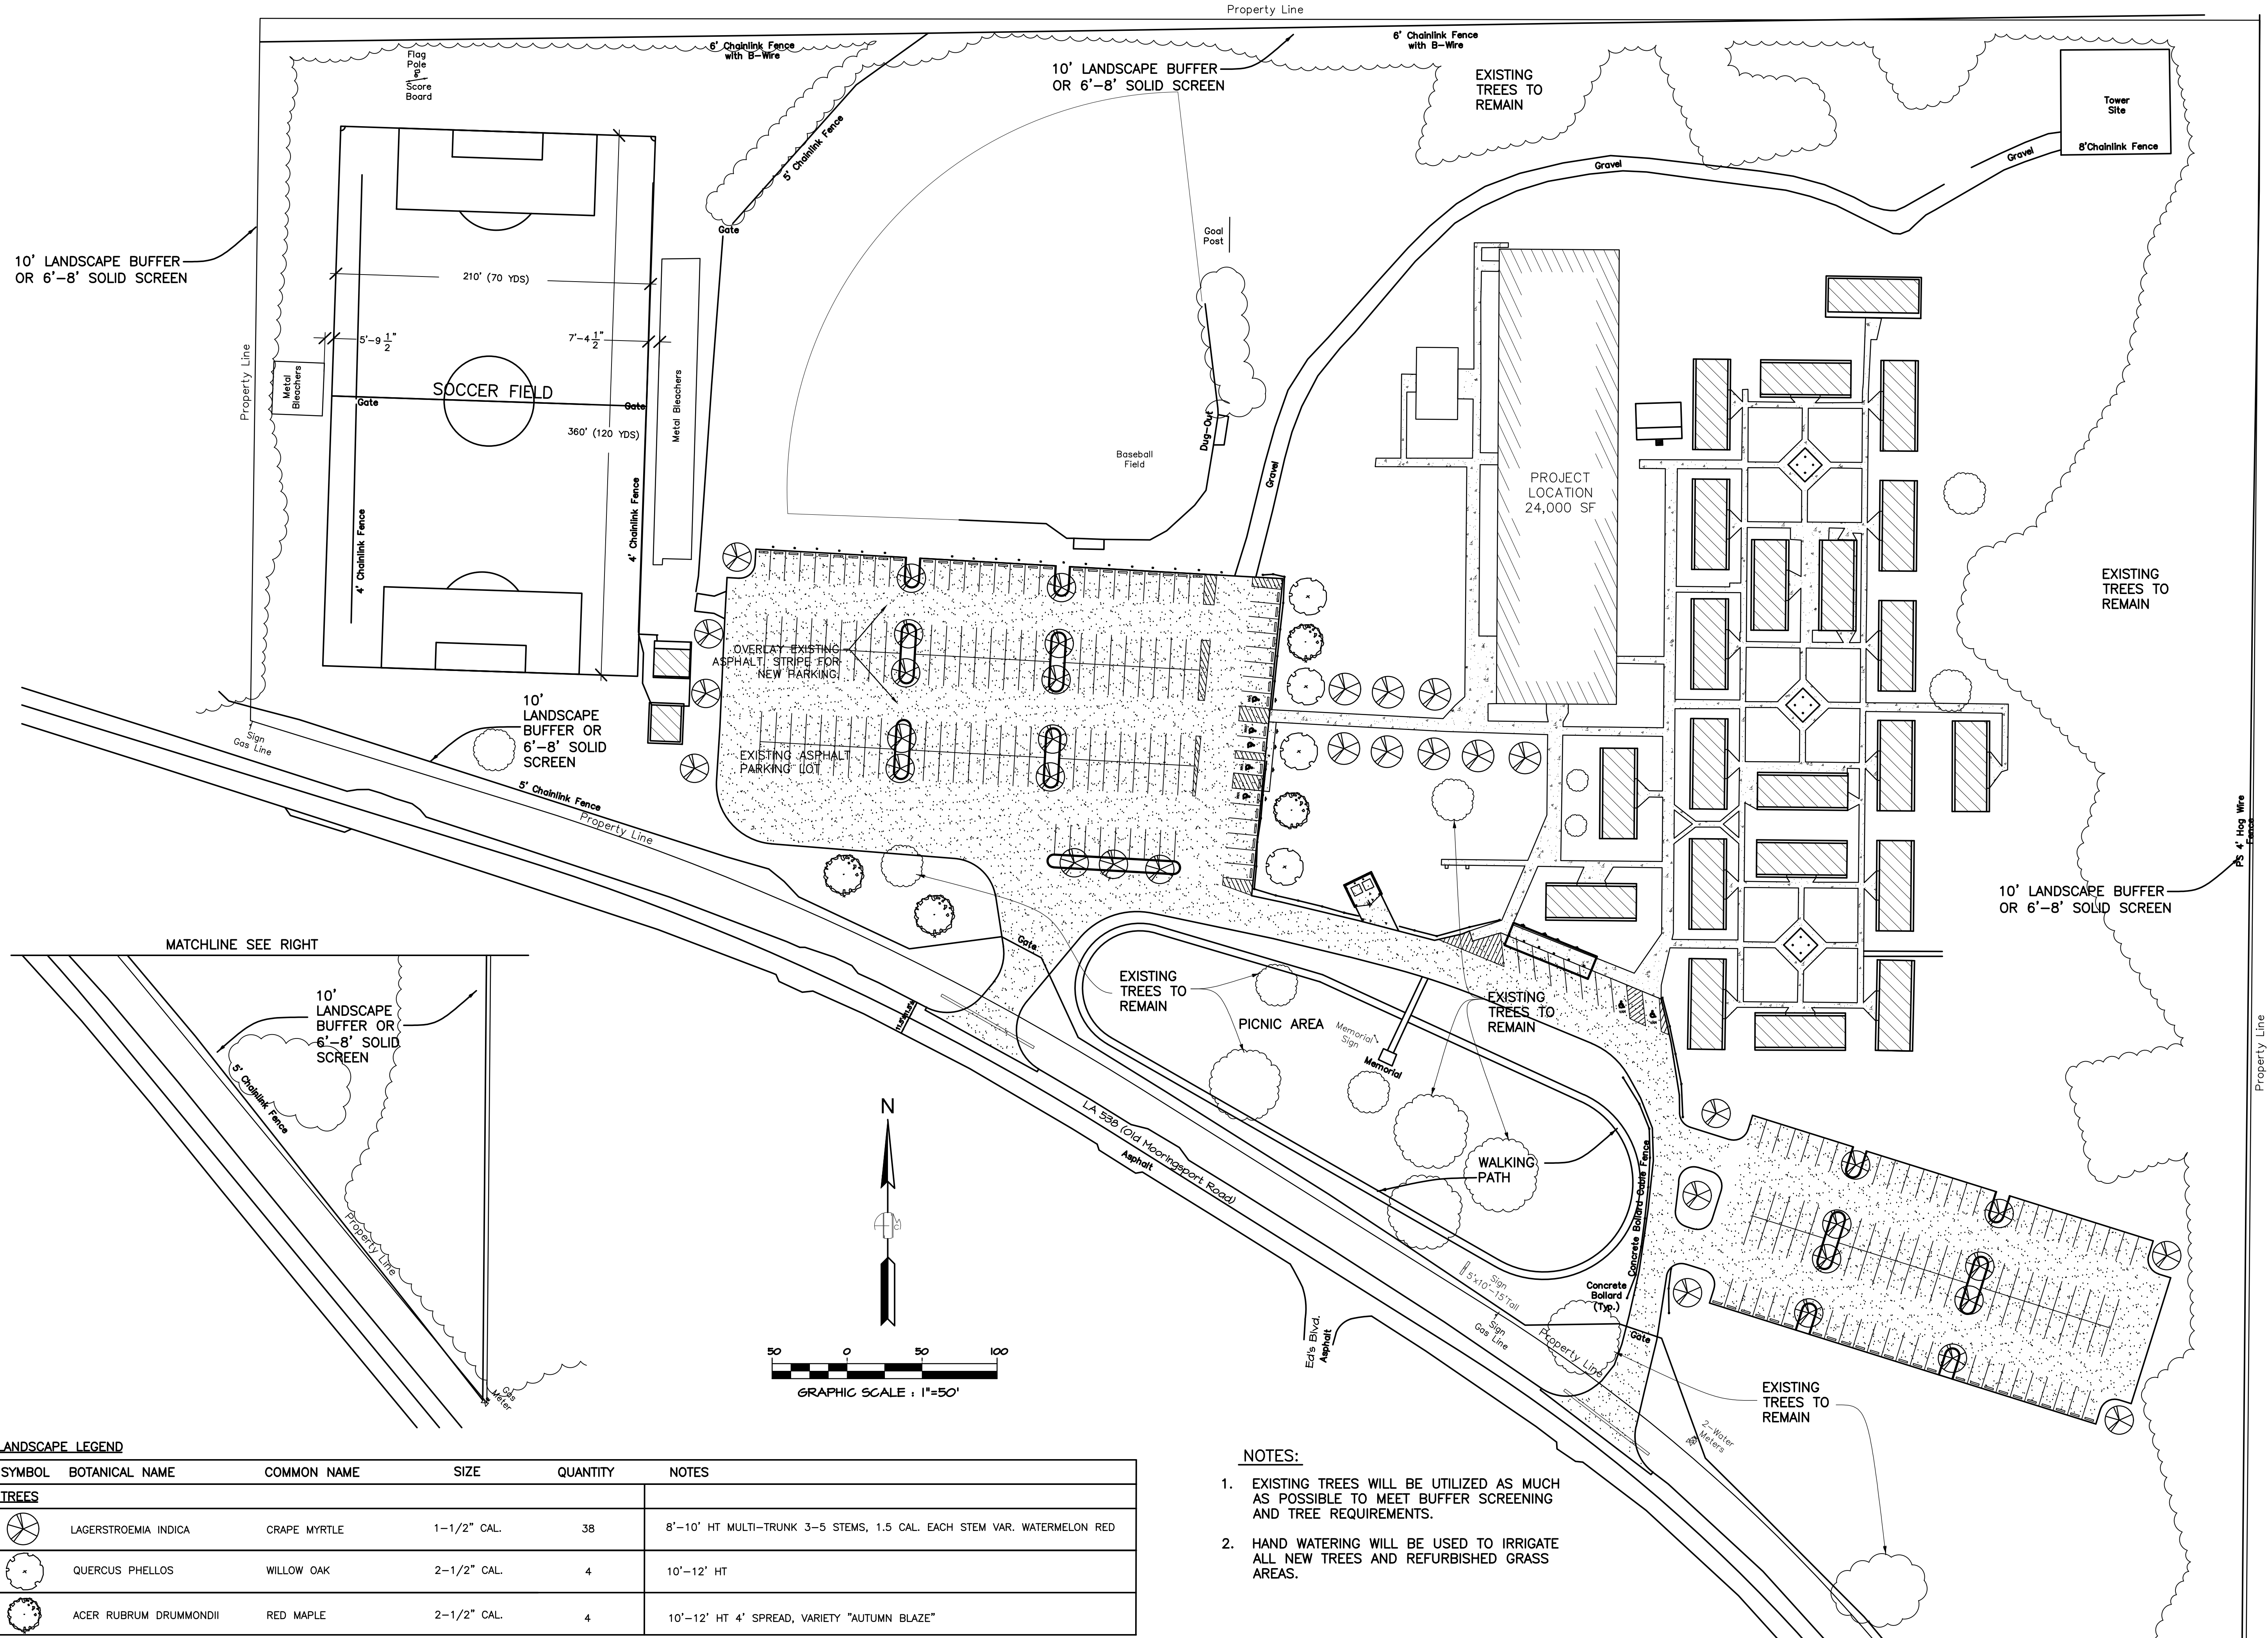 Property Line
6' Chainlink Fence
with B-Wire
6' Chainlink Fence
with B-Wire
Flag
Pole
Score
Board
10' LANDSCAPE BUFFER
OR 6'-8' SOLID SCREEN
EXISTING
TREES TO
REMAIN
Tower
Site
8'Chainlink Fence
Gravel
Gravel
5' Chainlink Fence
Gate
Goal
Post
10' LANDSCAPE BUFFER
OR 6'-8' SOLID SCREEN
210' (70 YDS)
5'-9 1/2"
7'-4 1/2"
Property Line
Metal
Bleachers
SOCCER FIELD
Gate
Gate
360' (120 YDS)
Metal Bleachers
4' Chainlink Fence
4' Chainlink Fence
Dug-Out
Baseball
Field
Gravel
PROJECT
LOCATION
24,000 SF
EXISTING
TREES TO
REMAIN
OVERLAY EXISTING
ASPHALT. STRIPE FOR
NEW PARKING.
EXISTING ASPHALT
PARKING LOT
10'
LANDSCAPE
BUFFER OR
6'-8' SOLID
SCREEN
Sign
Gas Line
5' Chainlink Fence
Property Line
PS 4' Hog Wire
Fence
10' LANDSCAPE BUFFER
OR 6'-8' SOLID SCREEN
Property Line
MATCHLINE SEE RIGHT
10'
LANDSCAPE
BUFFER OR
6'-8' SOLID
SCREEN
5' Chainlink Fence
Property Line
Gas
Meter
Gate
EXISTING
TREES TO
REMAIN
PICNIC AREA
Memorial
Sign
Memorial
EXISTING
TREES TO
REMAIN
WALKING
PATH
LA 538 (Old Mooringsport Road)
Asphalt
Concrete Bollard Cable Fence
Concrete
Bollard
(Typ.)
Sign
5'x10'-15'Tall
Sign
Gas Line
Property Line
Gate
Ed's Blvd.
Asphalt
EXISTING
TREES TO
REMAIN
2-Water
Meters
N
50 0 50 100
GRAPHIC SCALE : 1"=50'
LANDSCAPE LEGEND
SYMBOL BOTANICAL NAME COMMON NAME SIZE QUANTITY NOTES
TREES
LAGERSTROEMIA INDICA CRAPE MYRTLE 1-1/2" CAL. 38 8'-10' HT MULTI-TRUNK 3-5 STEMS, 1.5 CAL. EACH STEM VAR. WATERMELON RED
QUERCUS PHELLOS WILLOW OAK 2-1/2" CAL. 4 10'-12' HT
ACER RUBRUM DRUMMONDII RED MAPLE 2-1/2" CAL. 4 10'-12' HT 4' SPREAD, VARIETY "AUTUMN BLAZE"
NOTES:
1. EXISTING TREES WILL BE UTILIZED AS MUCH
AS POSSIBLE TO MEET BUFFER SCREENING
AND TREE REQUIREMENTS.
2. HAND WATERING WILL BE USED TO IRRIGATE
ALL NEW TREES AND REFURBISHED GRASS
AREAS.